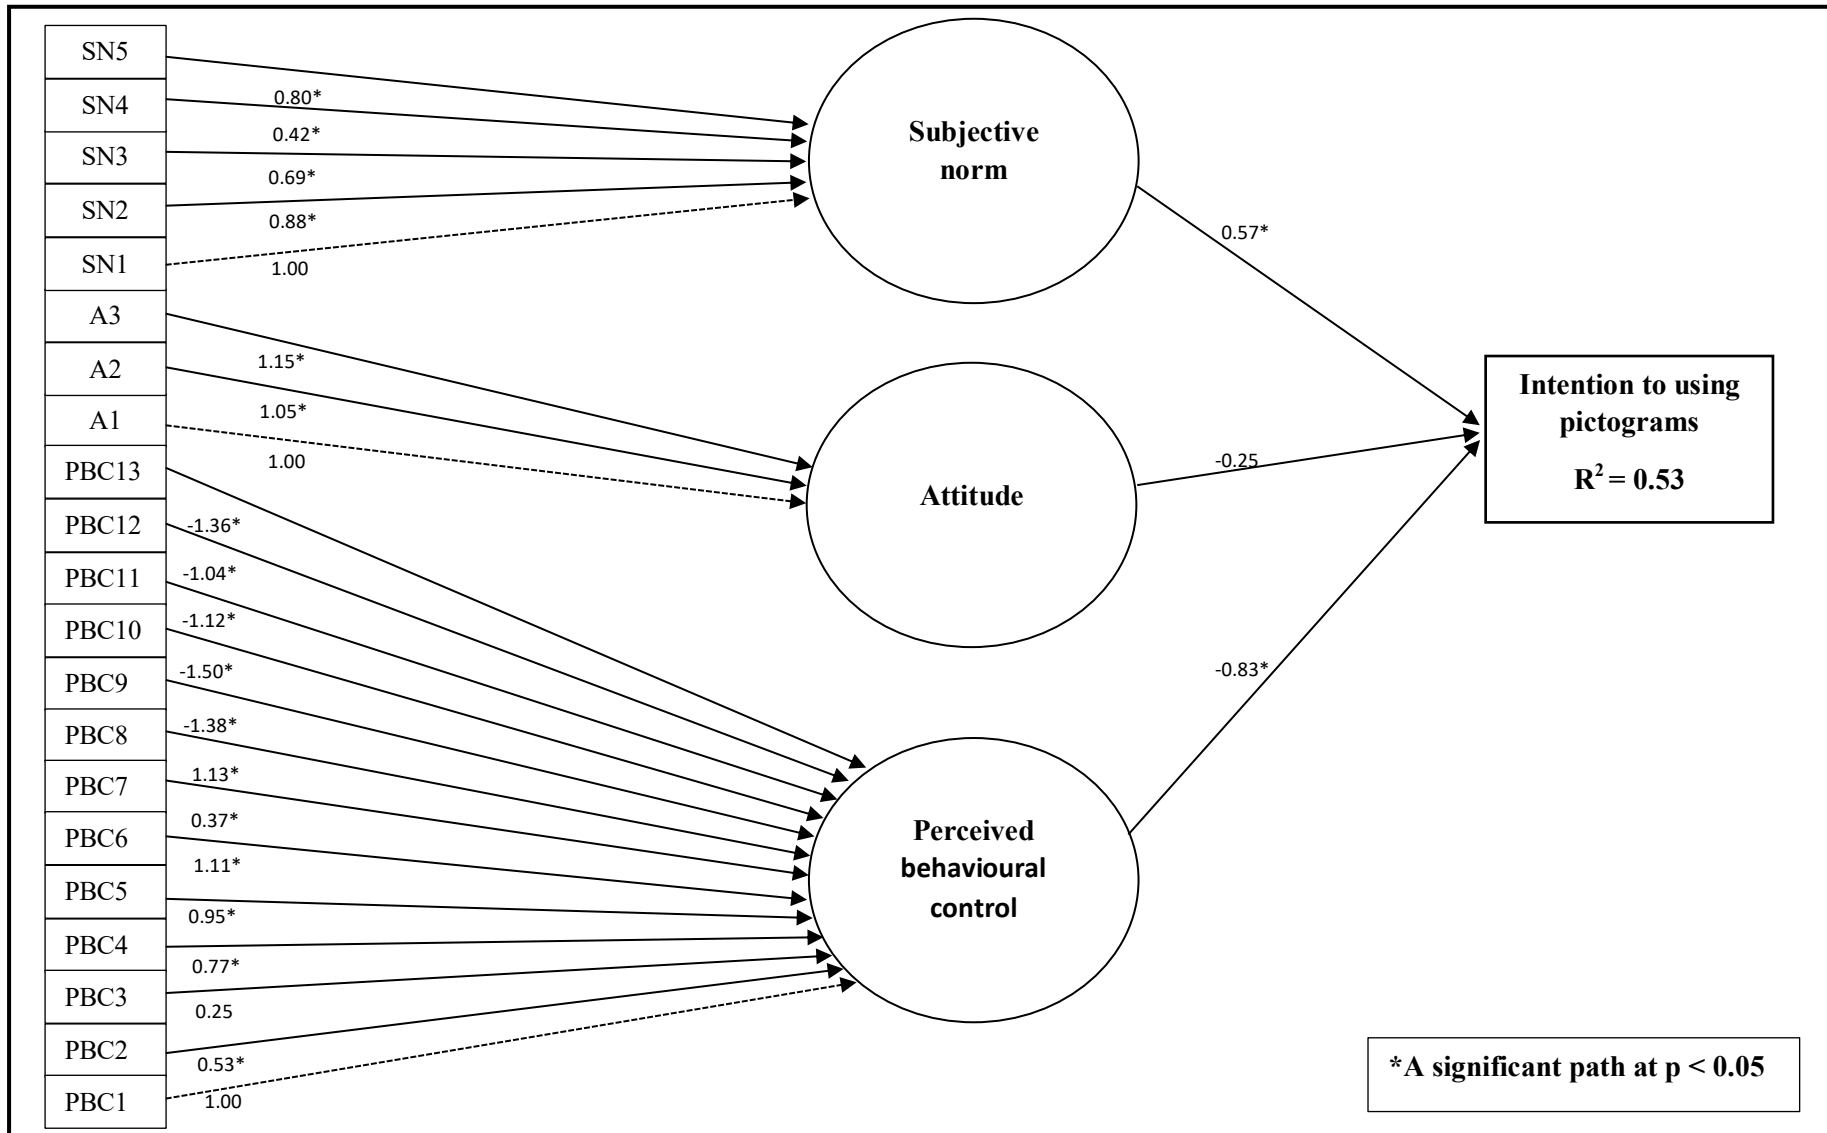 SN5
0.80*
SN4
0.42*
SN3
0.69*
SN2
0.88*
SN1
1.00
A3
1.15*
A2
1.05*
A1
1.00
PBC13
-1.36*
PBC12
-1.04*
PBC11
-1.12*
PBC10
-1.50*
PBC9
-1.38*
PBC8
1.13*
PBC7
0.37*
PBC6
1.11*
PBC5
0.95*
PBC4
0.77*
PBC3
0.25
PBC2
0.53*
PBC1
1.00
Subjective
norm
Attitude
Perceived
behavioural
control
0.57*
-0.25
-0.83*
Intention to using
pictograms
R² = 0.53
*A significant path at p < 0.05